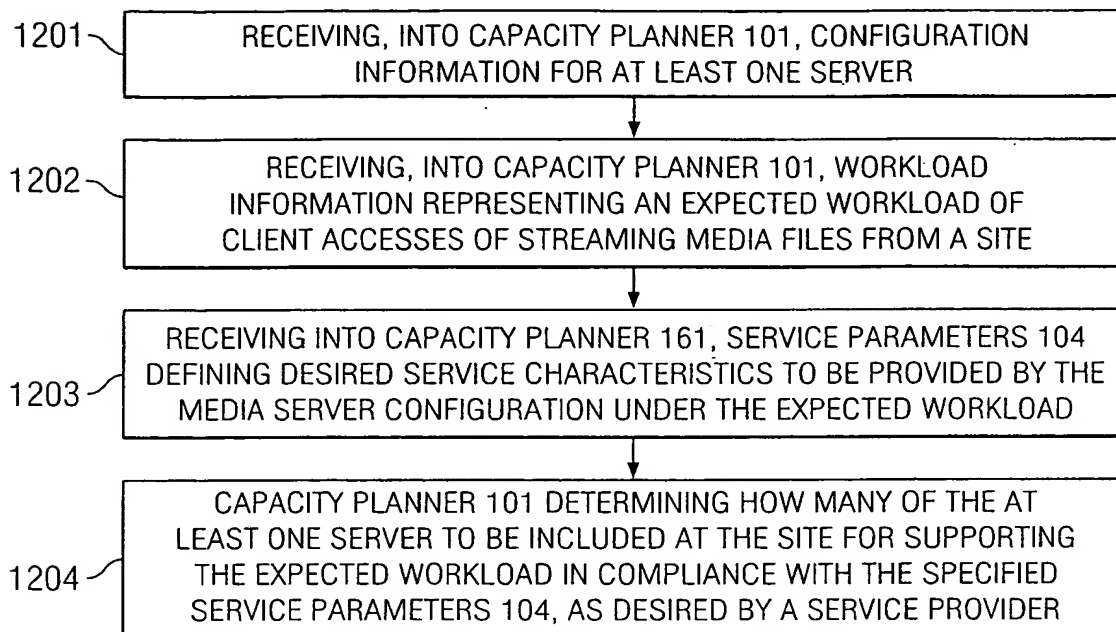 1201
RECEIVING, INTO CAPACITY PLANNER 101, CONFIGURATION
INFORMATION FOR AT LEAST ONE SERVER
1202
RECEIVING, INTO CAPACITY PLANNER 101, WORKLOAD
INFORMATION REPRESENTING AN EXPECTED WORKLOAD OF
CLIENT ACCESSES OF STREAMING MEDIA FILES FROM A SITE
1203
RECEIVING INTO CAPACITY PLANNER 161, SERVICE PARAMETERS 104
DEFINING DESIRED SERVICE CHARACTERISTICS TO BE PROVIDED BY THE
MEDIA SERVER CONFIGURATION UNDER THE EXPECTED WORKLOAD
1204
CAPACITY PLANNER 101 DETERMINING HOW MANY OF THE AT
LEAST ONE SERVER TO BE INCLUDED AT THE SITE FOR SUPPORTING
THE EXPECTED WORKLOAD IN COMPLIANCE WITH THE SPECIFIED
SERVICE PARAMETERS 104, AS DESIRED BY A SERVICE PROVIDER